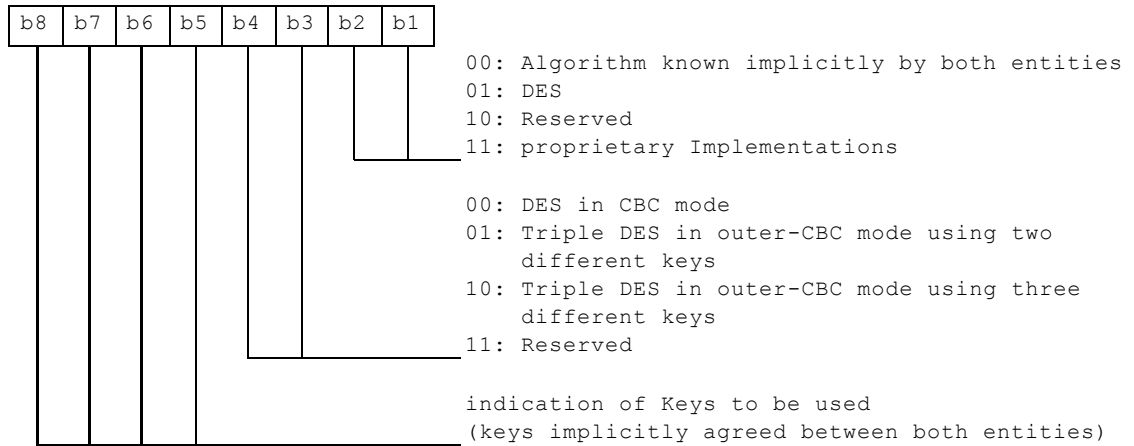 b8 b7 b6 b5 b4 b3 b2 b1
00: Algorithm known implicitly by both entities
01: DES
10: Reserved
11: proprietary Implementations
00: DES in CBC mode
01: Triple DES in outer-CBC mode using two
different keys
10: Triple DES in outer-CBC mode using three
different keys
11: Reserved
indication of Keys to be used
(keys implicitly agreed between both entities)